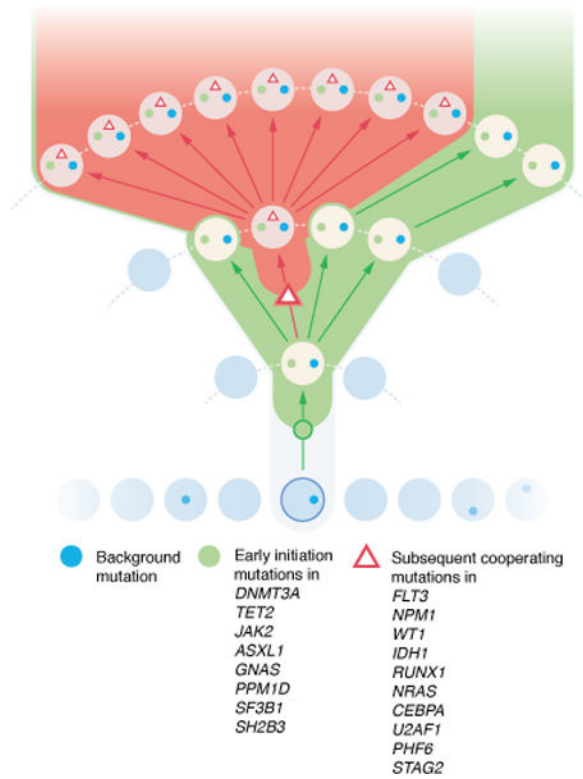 Background
mutation
Early initiation
mutations in
DNMT3A
TET2
JAK2
ASXL1
GNAS
PPM1D
SF3B1
SH2B3
Subsequent cooperating
mutations in
FLT3
NPM1
WT1
IDH1
RUNX1
NRAS
CEBPA
U2AF1
PHF6
STAG2